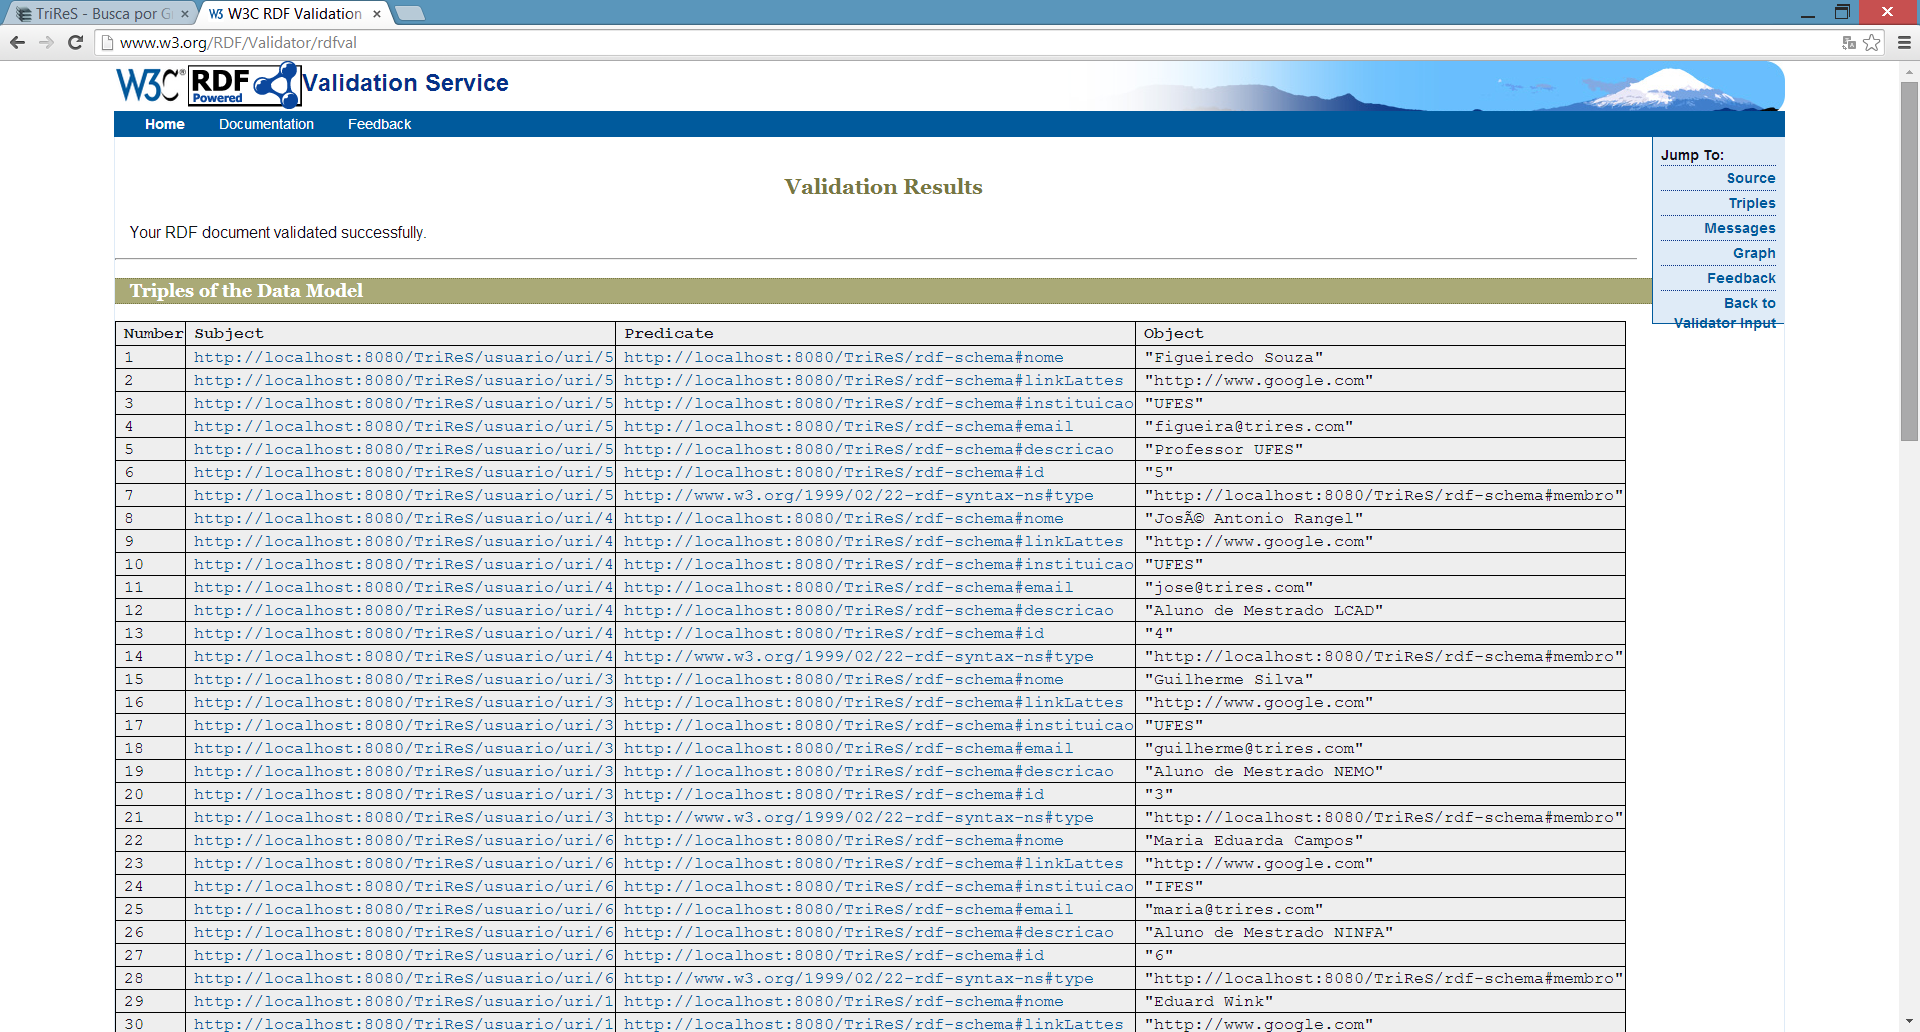 TriReS - Busca por G
W3C RDF Validation
www.w3.org/RDF/Validator/rdfval
W3C® RDF Powered Validation Service
Home Documentation Feedback
Jump To:
Source
Triples
Messages
Graph
Feedback
Back to
Validator Input
Validation Results
Your RDF document validated successfully.
Triples of the Data Model
Number Subject Predicate Object
1 http://localhost:8080/TriReS/usuario/uri/5 http://localhost:8080/TriReS/rdf-schema#nome "Figueiredo Souza"
2 http://localhost:8080/TriReS/usuario/uri/5 http://localhost:8080/TriReS/rdf-schema#linkLattes "http://www.google.com"
3 http://localhost:8080/TriReS/usuario/uri/5 http://localhost:8080/TriReS/rdf-schema#instituicao "UFES"
4 http://localhost:8080/TriReS/usuario/uri/5 http://localhost:8080/TriReS/rdf-schema#email "figueira@trires.com"
5 http://localhost:8080/TriReS/usuario/uri/5 http://localhost:8080/TriReS/rdf-schema#descricao "Professor UFES"
6 http://localhost:8080/TriReS/usuario/uri/5 http://localhost:8080/TriReS/rdf-schema#id "5"
7 http://localhost:8080/TriReS/usuario/uri/5 http://www.w3.org/1999/02/22-rdf-syntax-ns#type "http://localhost:8080/TriReS/rdf-schema#membro"
8 http://localhost:8080/TriReS/usuario/uri/4 http://localhost:8080/TriReS/rdf-schema#nome "JosÃ© Antonio Rangel"
9 http://localhost:8080/TriReS/usuario/uri/4 http://localhost:8080/TriReS/rdf-schema#linkLattes "http://www.google.com"
10 http://localhost:8080/TriReS/usuario/uri/4 http://localhost:8080/TriReS/rdf-schema#instituicao "UFES"
11 http://localhost:8080/TriReS/usuario/uri/4 http://localhost:8080/TriReS/rdf-schema#email "jose@trires.com"
12 http://localhost:8080/TriReS/usuario/uri/4 http://localhost:8080/TriReS/rdf-schema#descricao "Aluno de Mestrado LCAD"
13 http://localhost:8080/TriReS/usuario/uri/4 http://localhost:8080/TriReS/rdf-schema#id "4"
14 http://localhost:8080/TriReS/usuario/uri/4 http://www.w3.org/1999/02/22-rdf-syntax-ns#type "http://localhost:8080/TriReS/rdf-schema#membro"
15 http://localhost:8080/TriReS/usuario/uri/3 http://localhost:8080/TriReS/rdf-schema#nome "Guilherme Silva"
16 http://localhost:8080/TriReS/usuario/uri/3 http://localhost:8080/TriReS/rdf-schema#linkLattes "http://www.google.com"
17 http://localhost:8080/TriReS/usuario/uri/3 http://localhost:8080/TriReS/rdf-schema#instituicao "UFES"
18 http://localhost:8080/TriReS/usuario/uri/3 http://localhost:8080/TriReS/rdf-schema#email "guilherme@trires.com"
19 http://localhost:8080/TriReS/usuario/uri/3 http://localhost:8080/TriReS/rdf-schema#descricao "Aluno de Mestrado NEMO"
20 http://localhost:8080/TriReS/usuario/uri/3 http://localhost:8080/TriReS/rdf-schema#id "3"
21 http://localhost:8080/TriReS/usuario/uri/3 http://www.w3.org/1999/02/22-rdf-syntax-ns#type "http://localhost:8080/TriReS/rdf-schema#membro"
22 http://localhost:8080/TriReS/usuario/uri/6 http://localhost:8080/TriReS/rdf-schema#nome "Maria Eduarda Campos"
23 http://localhost:8080/TriReS/usuario/uri/6 http://localhost:8080/TriReS/rdf-schema#linkLattes "http://www.google.com"
24 http://localhost:8080/TriReS/usuario/uri/6 http://localhost:8080/TriReS/rdf-schema#instituicao "IFES"
25 http://localhost:8080/TriReS/usuario/uri/6 http://localhost:8080/TriReS/rdf-schema#email "maria@trires.com"
26 http://localhost:8080/TriReS/usuario/uri/6 http://localhost:8080/TriReS/rdf-schema#descricao "Aluno de Mestrado NINFA"
27 http://localhost:8080/TriReS/usuario/uri/6 http://localhost:8080/TriReS/rdf-schema#id "6"
28 http://localhost:8080/TriReS/usuario/uri/6 http://www.w3.org/1999/02/22-rdf-syntax-ns#type "http://localhost:8080/TriReS/rdf-schema#membro"
29 http://localhost:8080/TriReS/usuario/uri/1 http://localhost:8080/TriReS/rdf-schema#nome "Eduard Wink"
30 http://localhost:8080/TriReS/usuario/uri/1 http://localhost:8080/TriReS/rdf-schema#linkLattes "http://www.google.com"